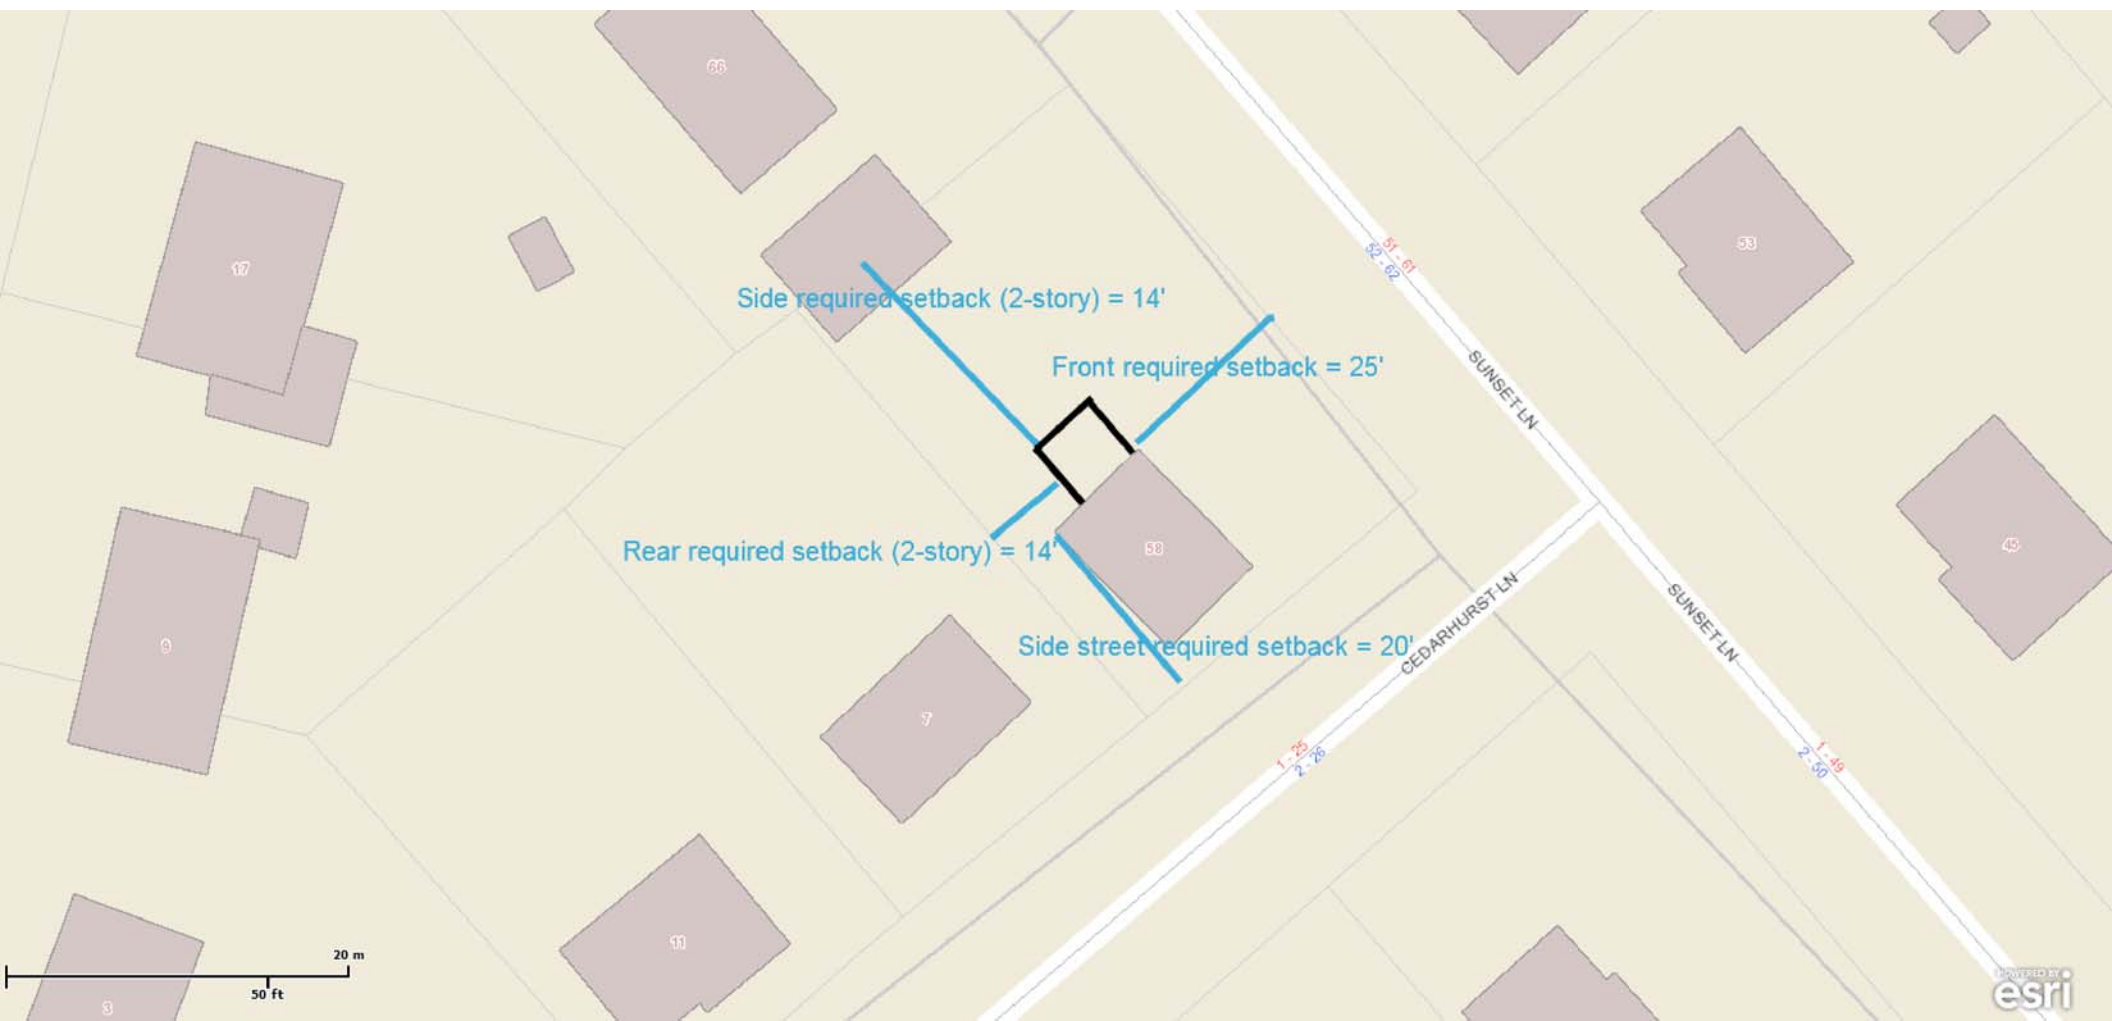 66
17
53
51 - 61
52 - 62
Side required setback (2-story) = 14'
Front required setback = 25'
SUNSET LN
Rear required setback (2-story) = 14'
58
45
9
SUNSET LN
CEDARHURST LN
Side street required setback = 20'
7
1 - 25
2 - 26
1 - 49
2 - 50
11
20 m
50 ft
3
POWERED BY
esri